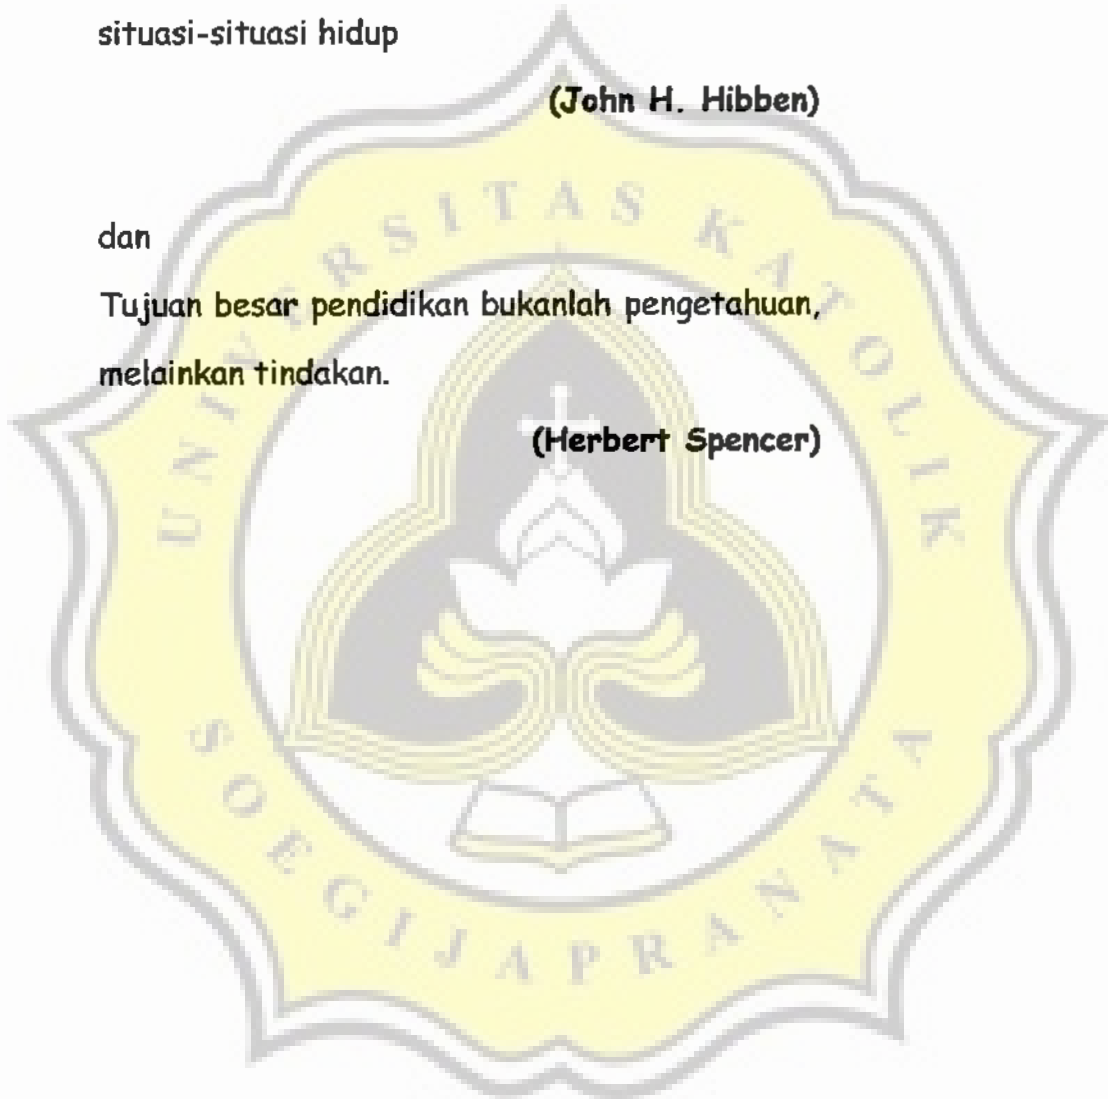 situasi-situasi hidup
(John H. Hibben)
dan
Tujuan besar pendidikan bukanlah pengetahuan,
melainkan tindakan.
(Herbert Spencer)
UNIVERSITAS KATOLIK
SOEGIJAPRANATA